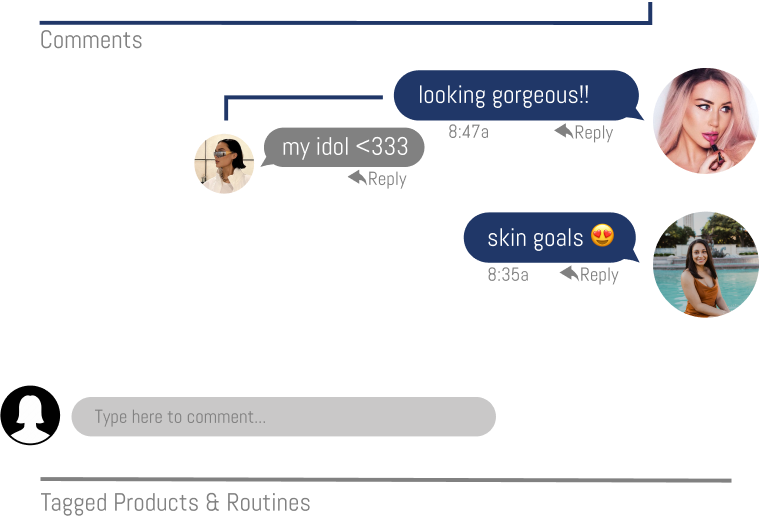 Comments
looking gorgeous!!
8:47a Reply
my idol <333
Reply
skin goals 😍
8:35a Reply
Type here to comment...
Tagged Products & Routines